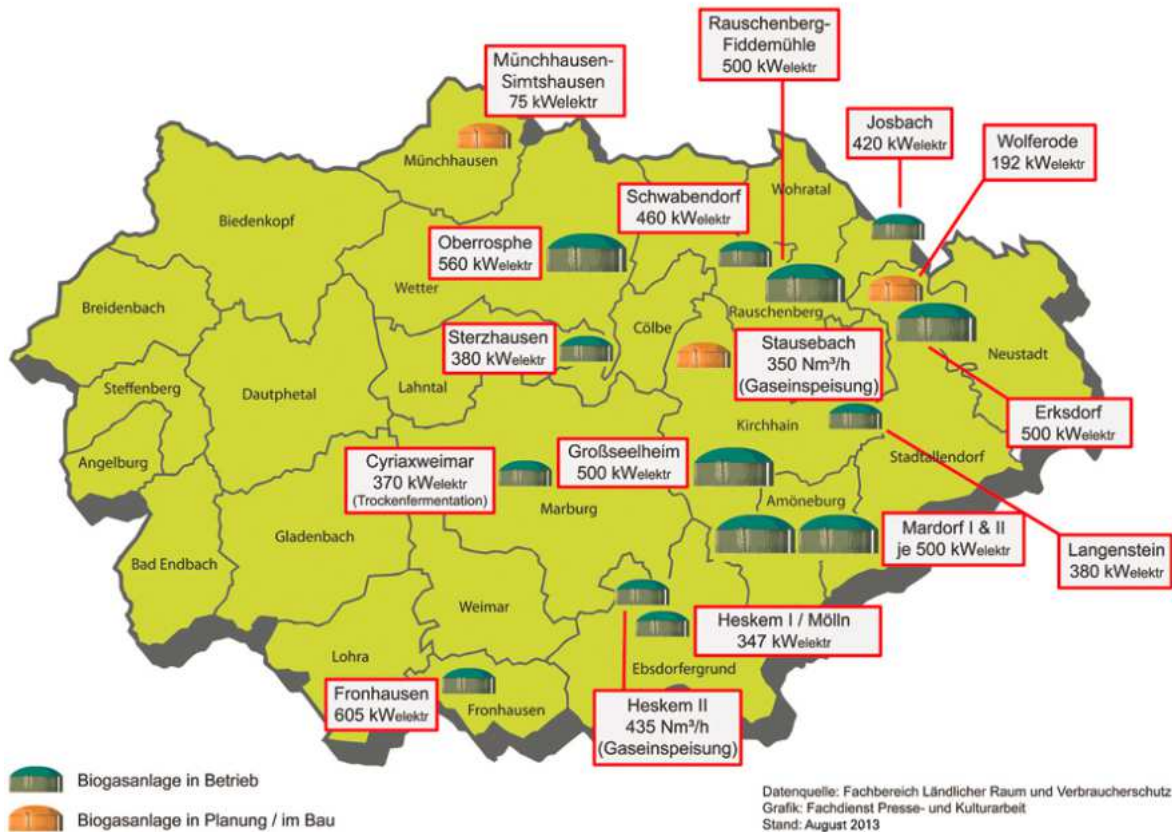 Rauschenberg-
Fiddemühle
500 kWelektr
Münchhausen-
Simtshausen
75 kWelektr
Josbach
420 kWelektr
Wolferode
192 kWelektr
Münchhausen
Wohratal
Biedenkopf
Schwabendorf
460 kWelektr
Oberrosphe
560 kWelektr
Wetter
Breidenbach
Rauschenberg
Cölbe
Sterzhausen
380 kWelektr
Stausebach
350 Nm³/h
(Gaseinspeisung)
Neustadt
Steffenberg
Dautphetal
Lahntal
Erksdorf
500 kWelektr
Kirchhain
Angelburg
Cyriaxweimar
370 kWelektr
(Trockenfermentation)
Großseelheim
500 kWelektr
Stadtallendorf
Marburg
Amöneburg
Gladenbach
Mardorf I & II
je 500 kWelektr
Langenstein
380 kWelektr
Bad Endbach
Weimar
Heskem I / Mölln
347 kWelektr
Lohra
Ebsdorfergrund
Fronhausen
605 kWelektr
Fronhausen
Heskem II
435 Nm³/h
(Gaseinspeisung)
Biogasanlage in Betrieb
Biogasanlage in Planung / im Bau
Datenquelle: Fachbereich Ländlicher Raum und Verbraucherschutz
Grafik: Fachdienst Presse- und Kulturarbeit
Stand: August 2013